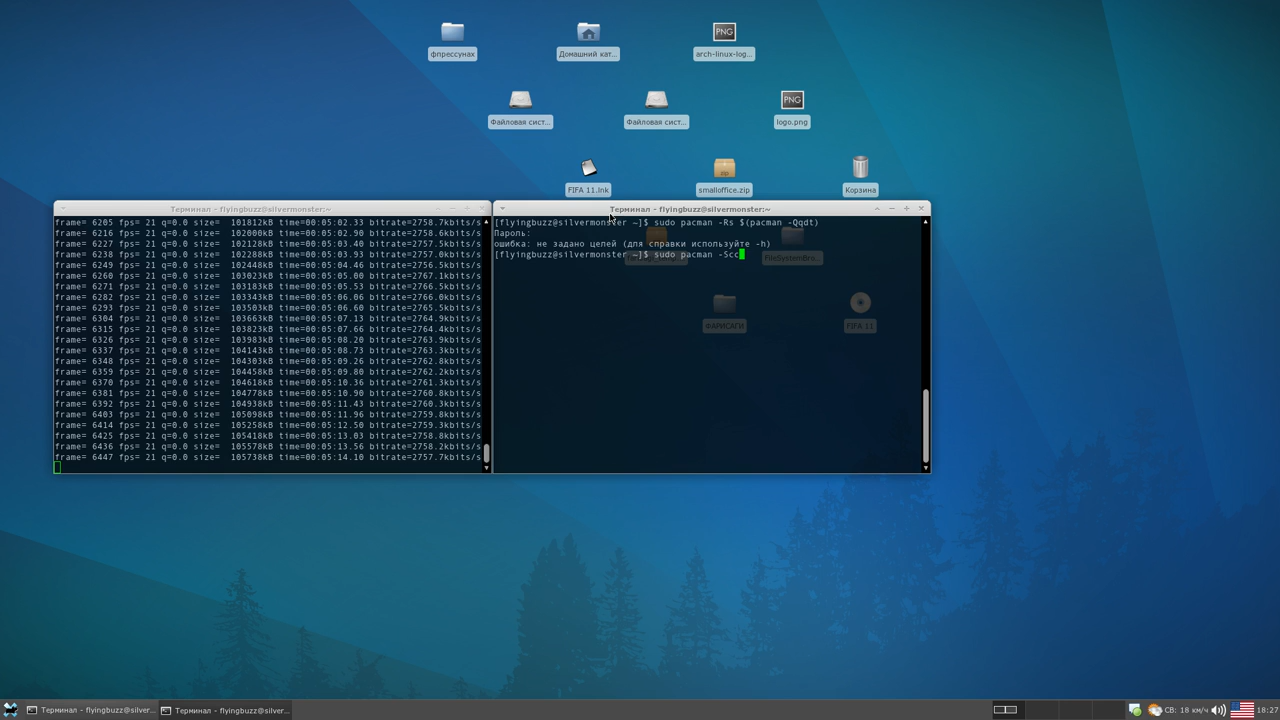 фпрессунах
Домашний кат...
arch-linux-log...
PNG
Файловая сист...
Файловая сист...
logo.png
PNG
FIFA 11.lnk
smalloffice.zip
zip
Корзина
Терминал - flyingbuzz@silvermonster:~
frame= 6205 fps= 21 q=0.0 size=  101812kB time=00:05:02.33 bitrate=2758.7kbits/s
frame= 6216 fps= 21 q=0.0 size=  102000kB time=00:05:02.90 bitrate=2758.6kbits/s
frame= 6227 fps= 21 q=0.0 size=  102128kB time=00:05:03.40 bitrate=2757.5kbits/s
frame= 6238 fps= 21 q=0.0 size=  102288kB time=00:05:03.93 bitrate=2757.0kbits/s
frame= 6249 fps= 21 q=0.0 size=  102448kB time=00:05:04.46 bitrate=2756.5kbits/s
frame= 6260 fps= 21 q=0.0 size=  103023kB time=00:05:05.00 bitrate=2767.1kbits/s
frame= 6271 fps= 21 q=0.0 size=  103183kB time=00:05:05.53 bitrate=2766.5kbits/s
frame= 6282 fps= 21 q=0.0 size=  103343kB time=00:05:06.06 bitrate=2766.0kbits/s
frame= 6293 fps= 21 q=0.0 size=  103503kB time=00:05:06.60 bitrate=2765.5kbits/s
frame= 6304 fps= 21 q=0.0 size=  103663kB time=00:05:07.13 bitrate=2764.9kbits/s
frame= 6315 fps= 21 q=0.0 size=  103823kB time=00:05:07.66 bitrate=2764.4kbits/s
frame= 6326 fps= 21 q=0.0 size=  103983kB time=00:05:08.20 bitrate=2763.9kbits/s
frame= 6337 fps= 21 q=0.0 size=  104143kB time=00:05:08.73 bitrate=2763.3kbits/s
frame= 6348 fps= 21 q=0.0 size=  104303kB time=00:05:09.26 bitrate=2762.8kbits/s
frame= 6359 fps= 21 q=0.0 size=  104458kB time=00:05:09.80 bitrate=2762.2kbits/s
frame= 6370 fps= 21 q=0.0 size=  104618kB time=00:05:10.36 bitrate=2761.3kbits/s
frame= 6381 fps= 21 q=0.0 size=  104778kB time=00:05:10.90 bitrate=2760.8kbits/s
frame= 6392 fps= 21 q=0.0 size=  104938kB time=00:05:11.43 bitrate=2760.3kbits/s
frame= 6403 fps= 21 q=0.0 size=  105098kB time=00:05:11.96 bitrate=2759.8kbits/s
frame= 6414 fps= 21 q=0.0 size=  105258kB time=00:05:12.50 bitrate=2759.3kbits/s
frame= 6425 fps= 21 q=0.0 size=  105418kB time=00:05:13.03 bitrate=2758.8kbits/s
frame= 6436 fps= 21 q=0.0 size=  105578kB time=00:05:13.56 bitrate=2758.2kbits/s
frame= 6447 fps= 21 q=0.0 size=  105738kB time=00:05:14.10 bitrate=2757.7kbits/s
Терминал - flyingbuzz@silvermonster:~
[flyingbuzz@silvermonster ~]$ sudo pacman -Rs $(pacman -Qqdt)
Пароль:
ошибка: не задано целей (для справки используйте -h)
[flyingbuzz@silvermonster ~]$ sudo pacman -Scc
FileSystemBro...
ФАРИСАГИ
FIFA 11
Терминал - flyingbuzz@silver...
Терминал - flyingbuzz@silver...
СВ: 18 км/ч
18:27